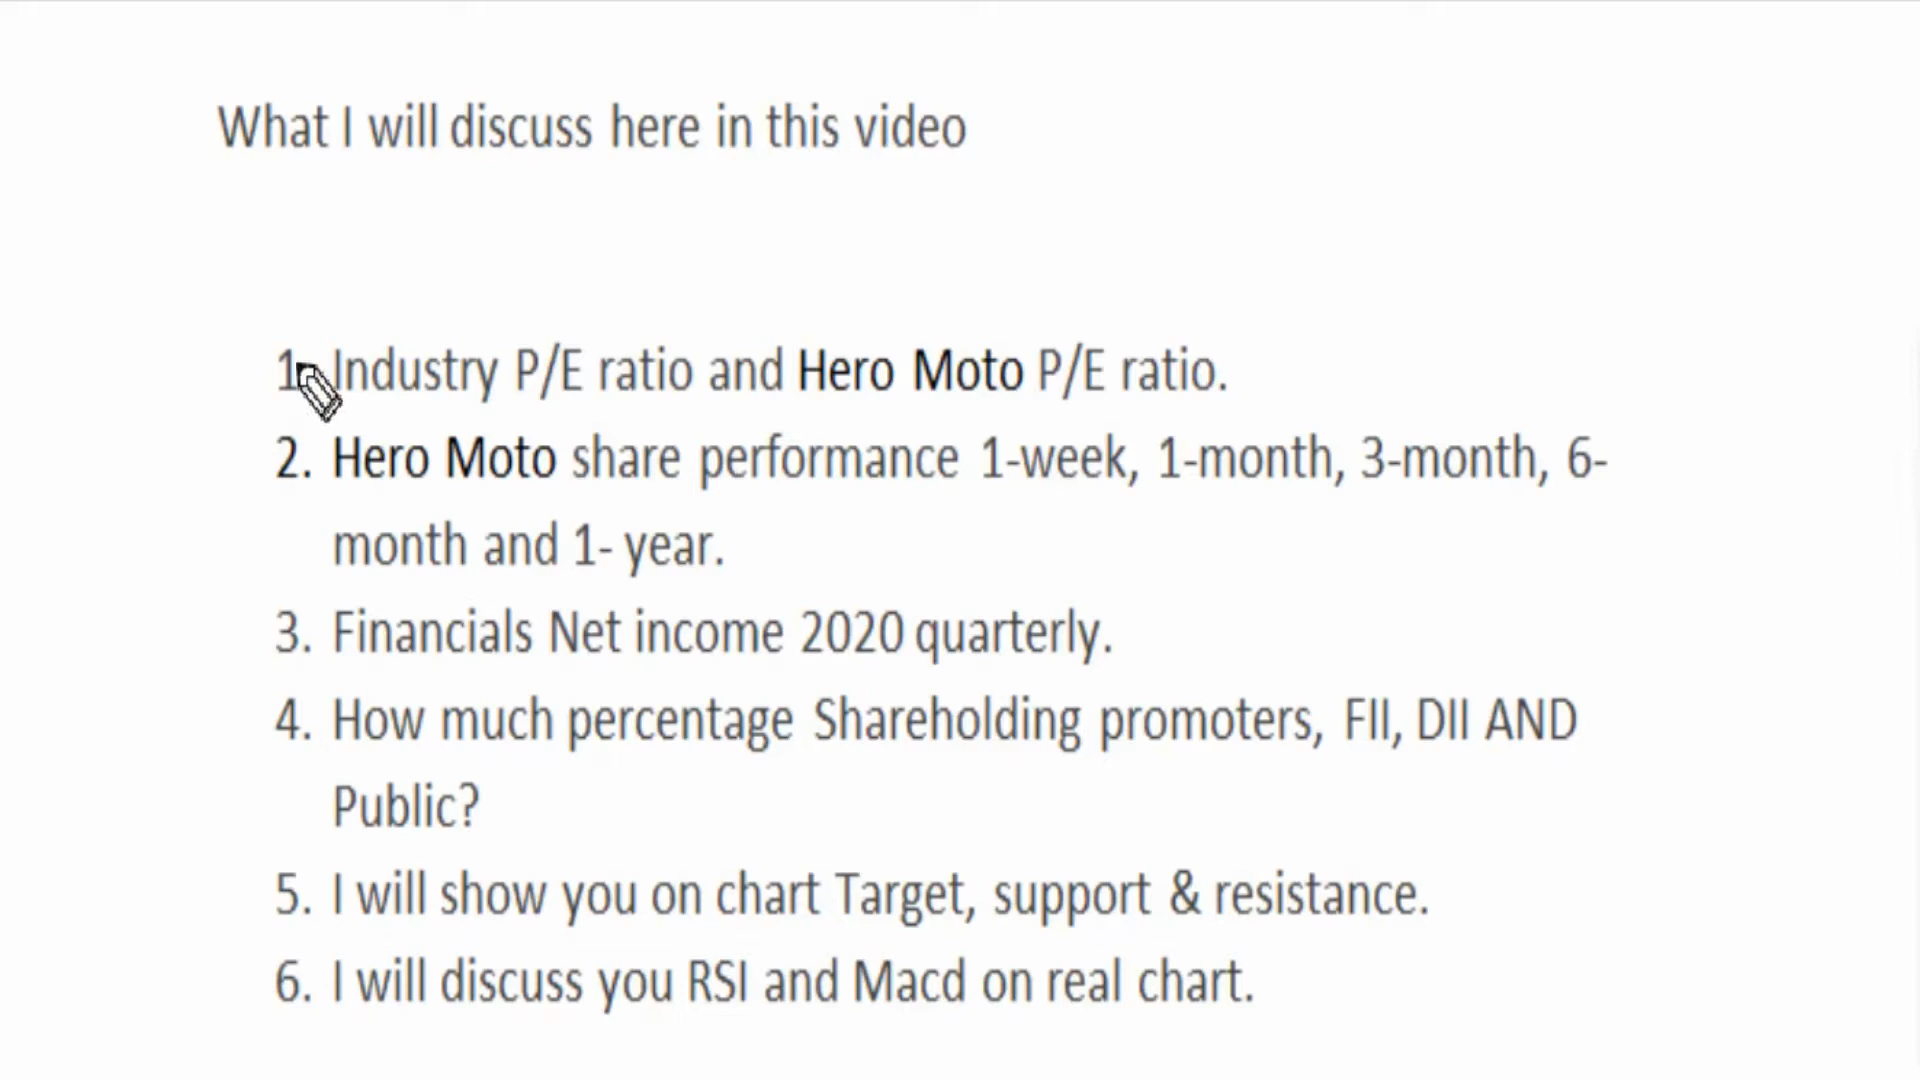 What I will discuss here in this video
1. Industry P/E ratio and Hero Moto P/E ratio.
2. Hero Moto share performance 1-week, 1-month, 3-month, 6-
month and 1- year.
3. Financials Net income 2020 quarterly.
4. How much percentage Shareholding promoters, FII, DII AND
Public?
5. I will show you on chart Target, support & resistance.
6. I will discuss you RSI and Macd on real chart.